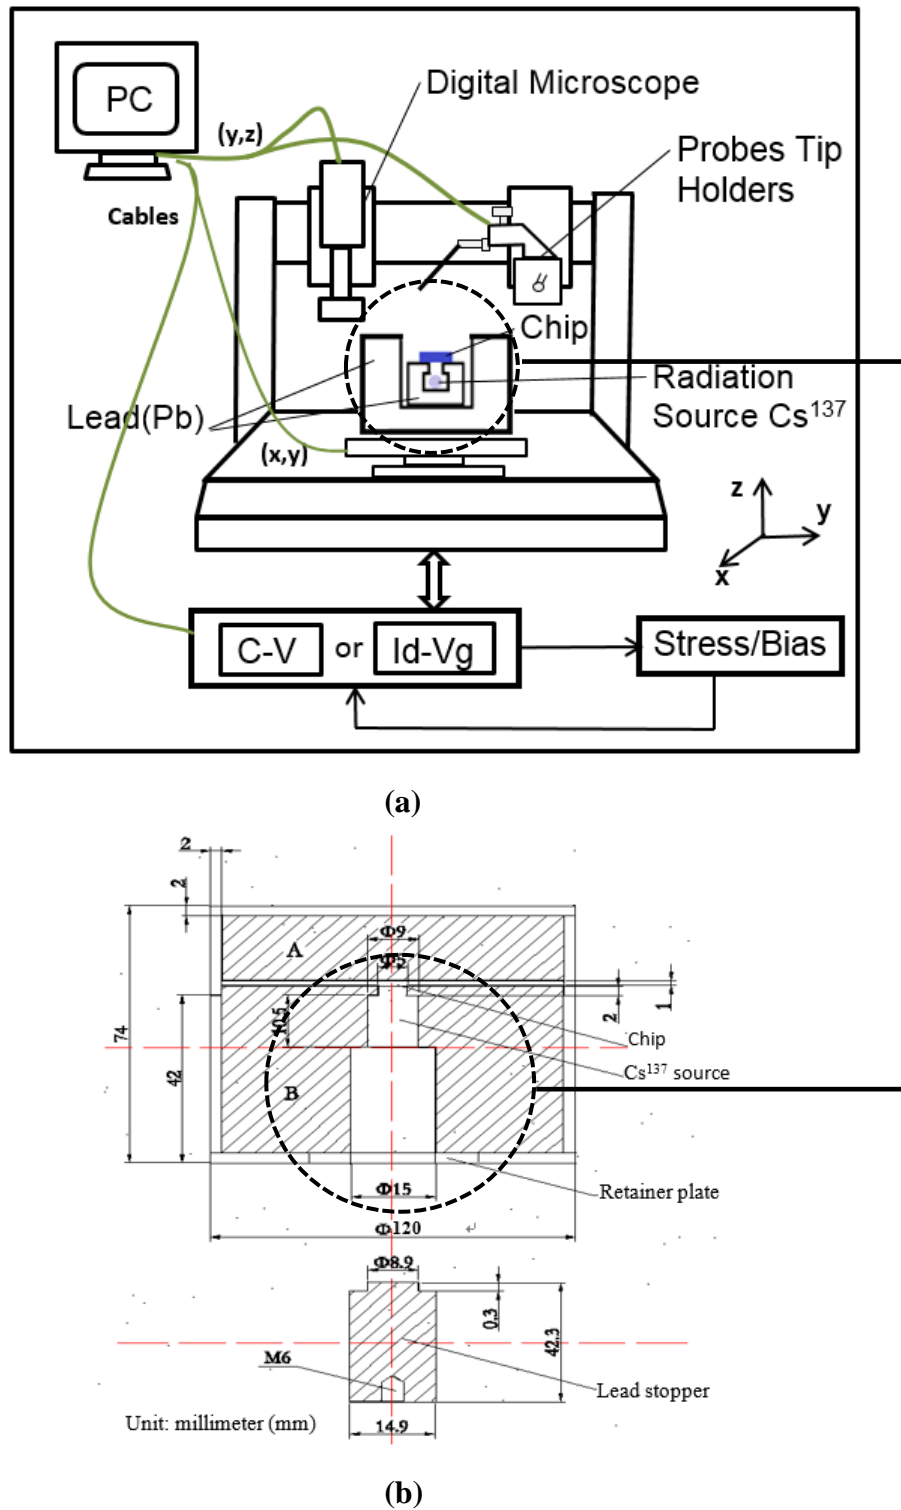 PC
Digital Microscope
(y,z)
Probes Tip
Holders
Cables
Chip
Radiation
Source Cs¹³⁷
Lead(Pb)
(x,y)
z
y
x
C-V or Id-Vg
Stress/Bias
(a)
2
2
Φ9
A
Φ5
1
2
10.5
Chip
74
42
Cs¹³⁷ source
B
Retainer plate
Φ15
Φ120
Φ8.9
0.3
42.3
M6
Lead stopper
Unit: millimeter (mm)
14.9
(b)